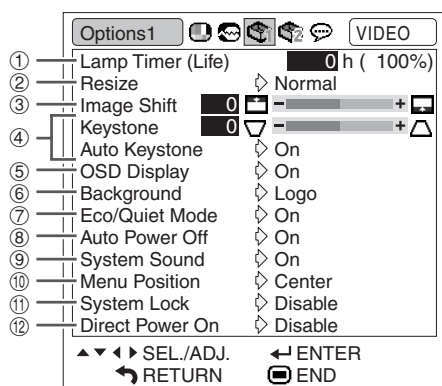 Options1 VIDEO
① Lamp Timer (Life) 0 h ( 100%)
② Resize Normal
③ Image Shift 0 − +
④ Keystone 0 − +
Auto Keystone On
⑤ OSD Display On
⑥ Background Logo
⑦ Eco/Quiet Mode On
⑧ Auto Power Off On
⑨ System Sound On
⑩ Menu Position Center
⑪ System Lock Disable
⑫ Direct Power On Disable
SEL./ADJ. ENTER
RETURN END